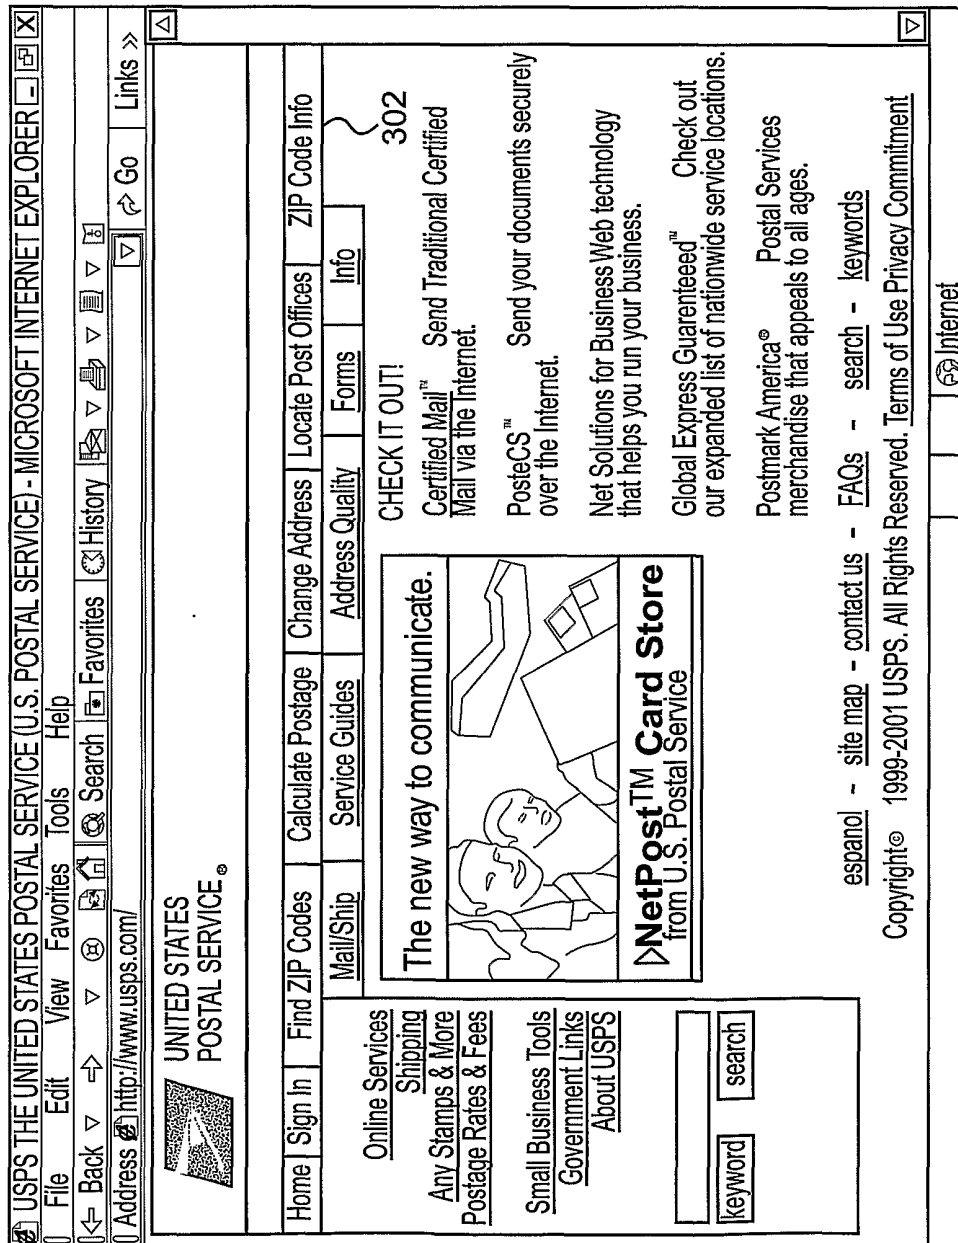 USPS THE UNITED STATES POSTAL SERVICE (U.S. POSTAL SERVICE) - MICROSOFT INTERNET EXPLORER
File Edit View Favorites Tools Help
Back Search Favorites History
Address http://www.usps.com/ Go Links »
UNITED STATES
POSTAL SERVICE®
Home Sign In Find ZIP Codes Calculate Postage Change Address Locate Post Offices ZIP Code Info
302
Mail/Ship Service Guides Address Quality Forms Info
Online Services
Shipping
Any Stamps & More
Postage Rates & Fees
Small Business Tools
Government Links
About USPS
keyword search
The new way to communicate.
NetPost™ Card Store
from U.S. Postal Service
CHECK IT OUT!
Certified Mail™ Send Traditional Certified
Mail via the Internet.
PosteCS™ Send your documents securely
over the Internet.
Net Solutions for Business Web technology
that helps you run your business.
Global Express Guarenteeed™ Check out
our expanded list of nationwide service locations.
Postmark America® Postal Services
merchandise that appeals to all ages.
espanol - site map - contact us - FAQs - search - keywords
Copyright© 1999-2001 USPS. All Rights Reserved. Terms of Use Privacy Commitment
Internet